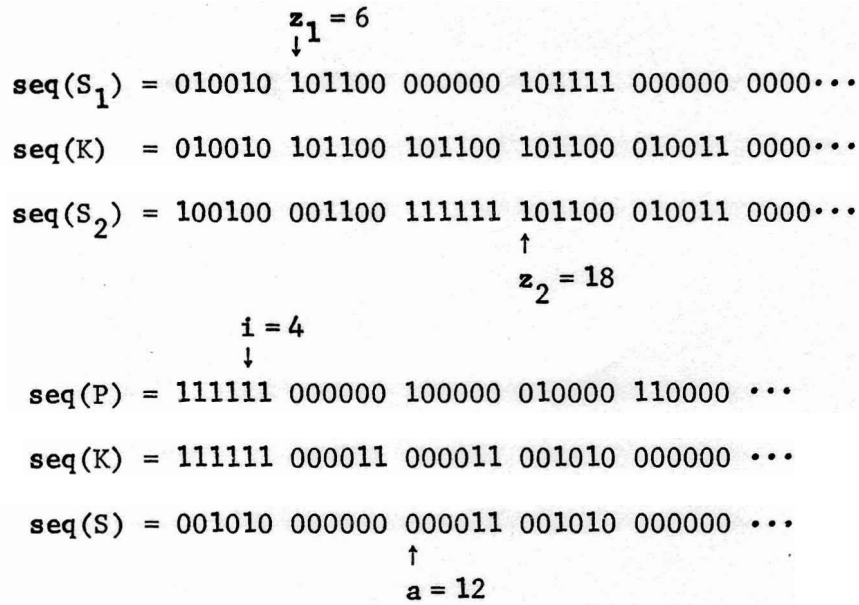 z₁ = 6
↓
seq(S₁) = 010010 101100 000000 101111 000000 0000···
seq(K) = 010010 101100 101100 101100 010011 0000···
seq(S₂) = 100100 001100 111111 101100 010011 0000···
↑
z₂ = 18
i = 4
↓
seq(P) = 111111 000000 100000 010000 110000 ···
seq(K) = 111111 000011 000011 001010 000000 ···
seq(S) = 001010 000000 000011 001010 000000 ···
↑
a = 12